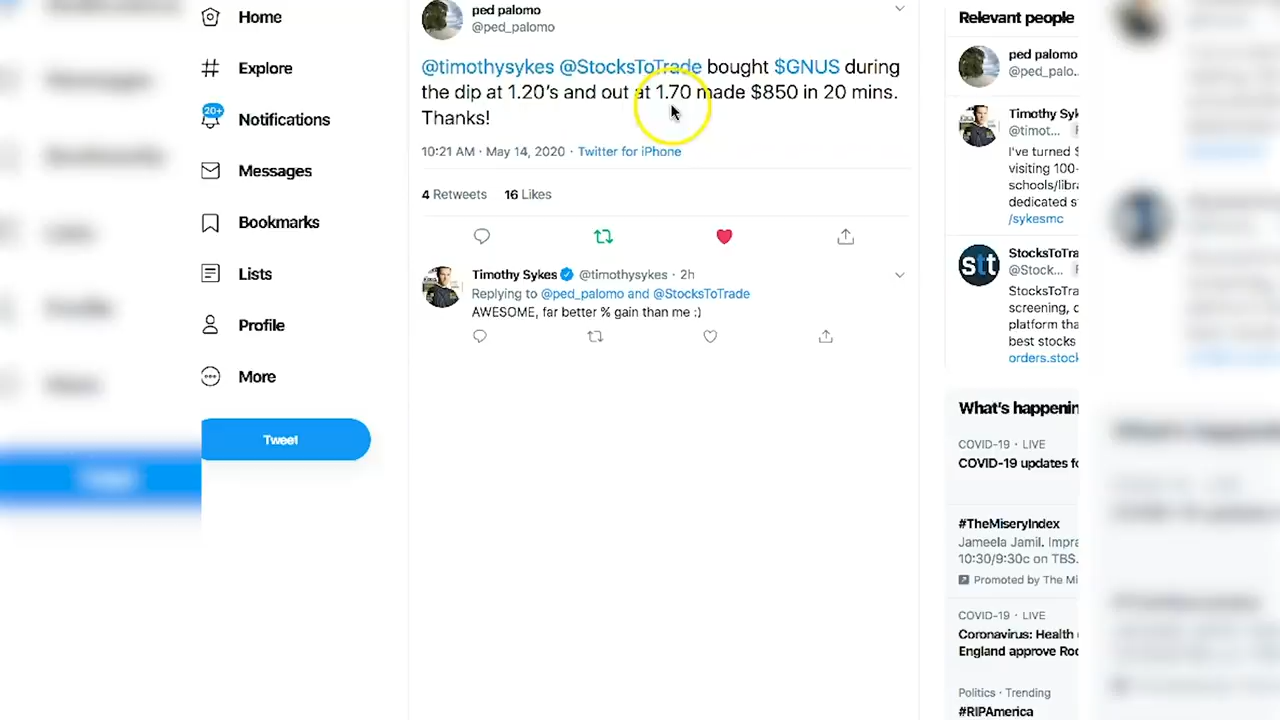 Home
Explore
20+
Notifications
Messages
Bookmarks
Lists
Profile
More
Tweet
ped palomo
@ped_palomo
@timothysykes @StocksToTrade bought $GNUS during
the dip at 1.20's and out at 1.70 made $850 in 20 mins.
Thanks!
10:21 AM · May 14, 2020 · Twitter for iPhone
4 Retweets 16 Likes
Timothy Sykes @timothysykes · 2h
Replying to @ped_palomo and @StocksToTrade
AWESOME, far better % gain than me :)
Relevant people
ped palomo
@ped_palo..
Timothy Syk
@timot...
I've turned $
visiting 100-
schools/libra
dedicated s
/sykesmc
stt
StocksToTra
@Stock...
StocksToTra
screening, c
platform tha
best stocks
orders.stock
What's happenin
COVID-19 · LIVE
COVID-19 updates fo
#TheMiseryIndex
Jameela Jamil. Impra
10:30/9:30c on TBS.
Promoted by The Mi
COVID-19 · LIVE
Coronavirus: Health
England approve Roc
Politics · Trending
#RIPAmerica